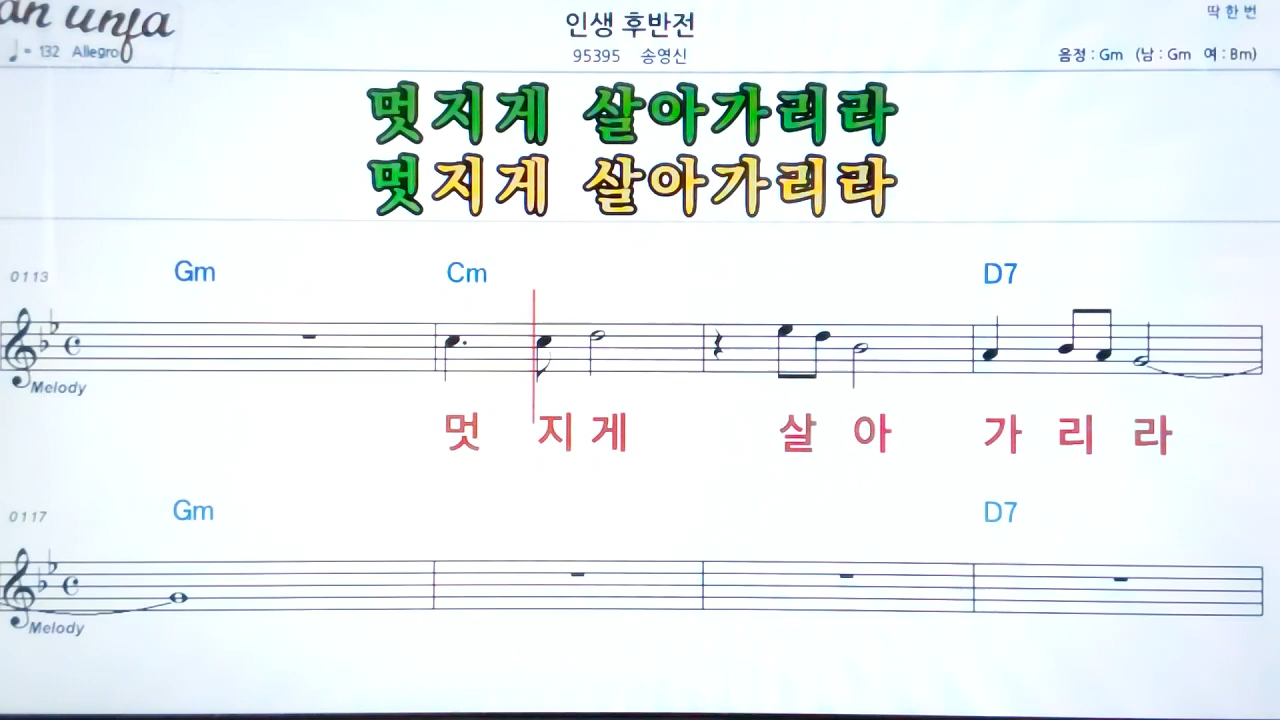 인생 후반전
딱 한 번
♩ = 132 Allegro
95395 송영신
음정 : Gm (남 : Gm 여 : Bm)
멋지게 살아가리라
멋지게 살아가리라
0113 Gm Cm D7
Melody
멋 지 게 살 아 가 리 라
0117 Gm D7
Melody